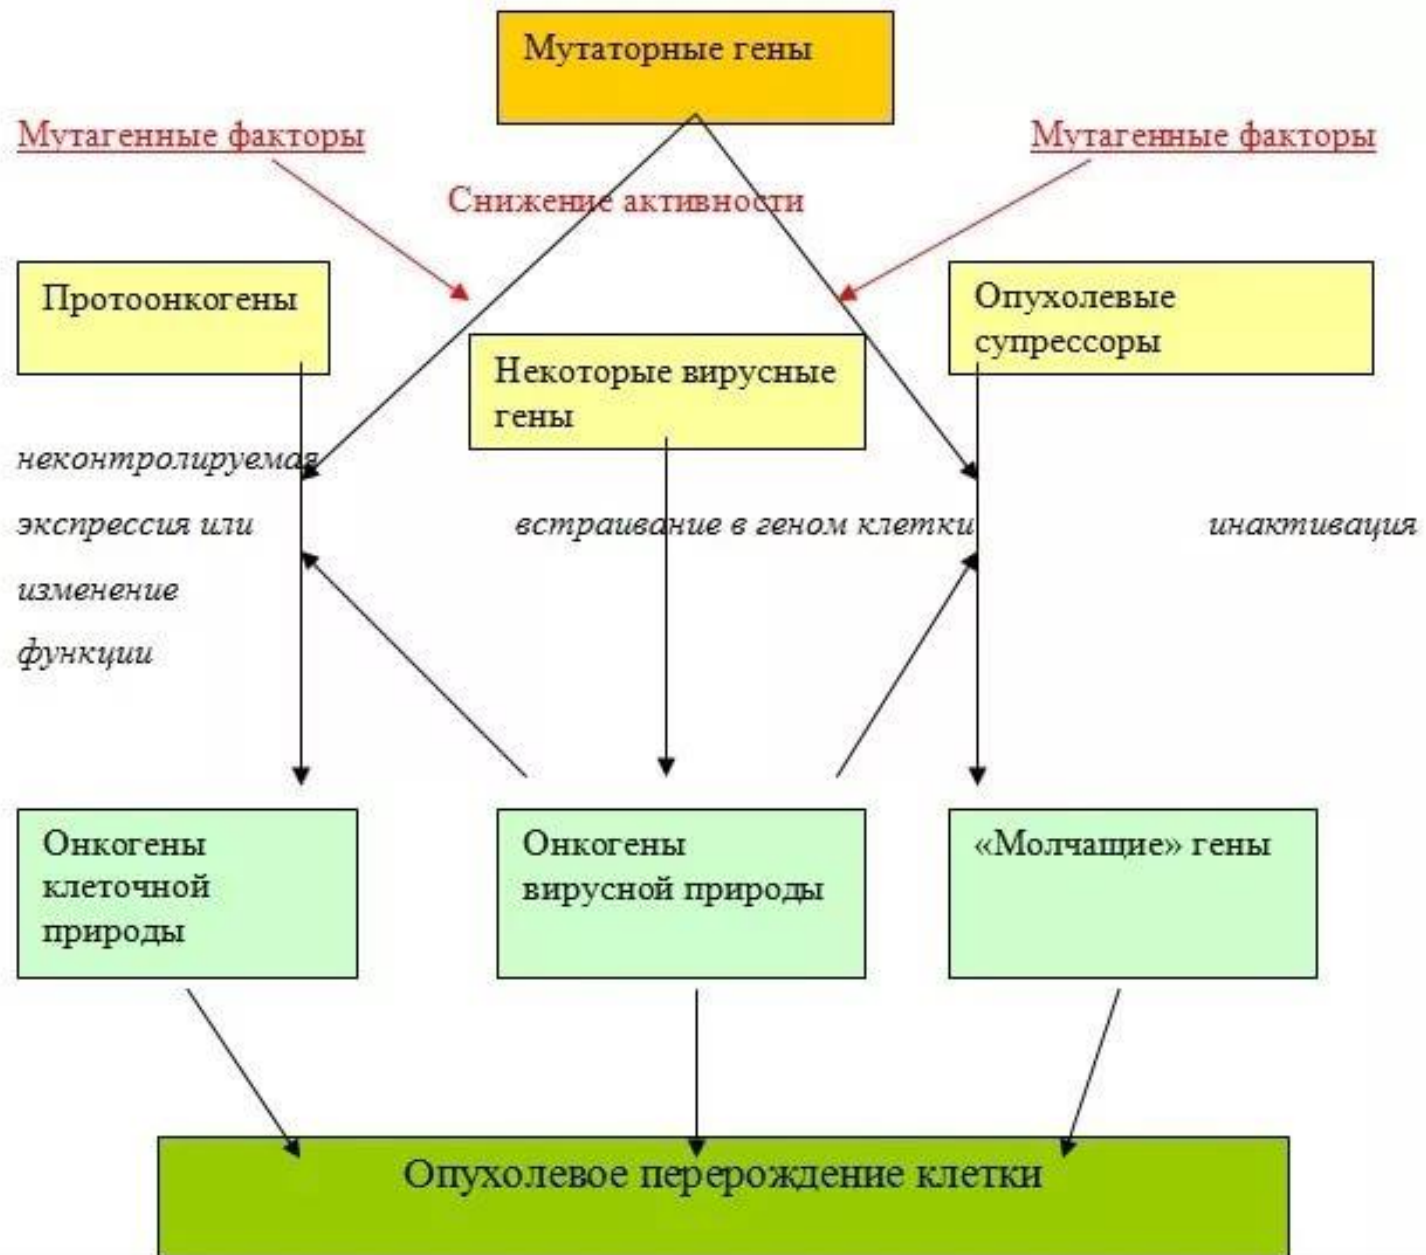 Мутаторные гены
Мутагенные факторы
Мутагенные факторы
Снижение активности
Протоонкогены
Опухолевые
супрессоры
Некоторые вирусные
гены
неконтролируемая
экспрессия или
встраивание в геном клетки
инактивация
изменение
функции
Онкогены
клеточной
природы
Онкогены
вирусной природы
«Молчащие» гены
Опухолевое перерождение клетки